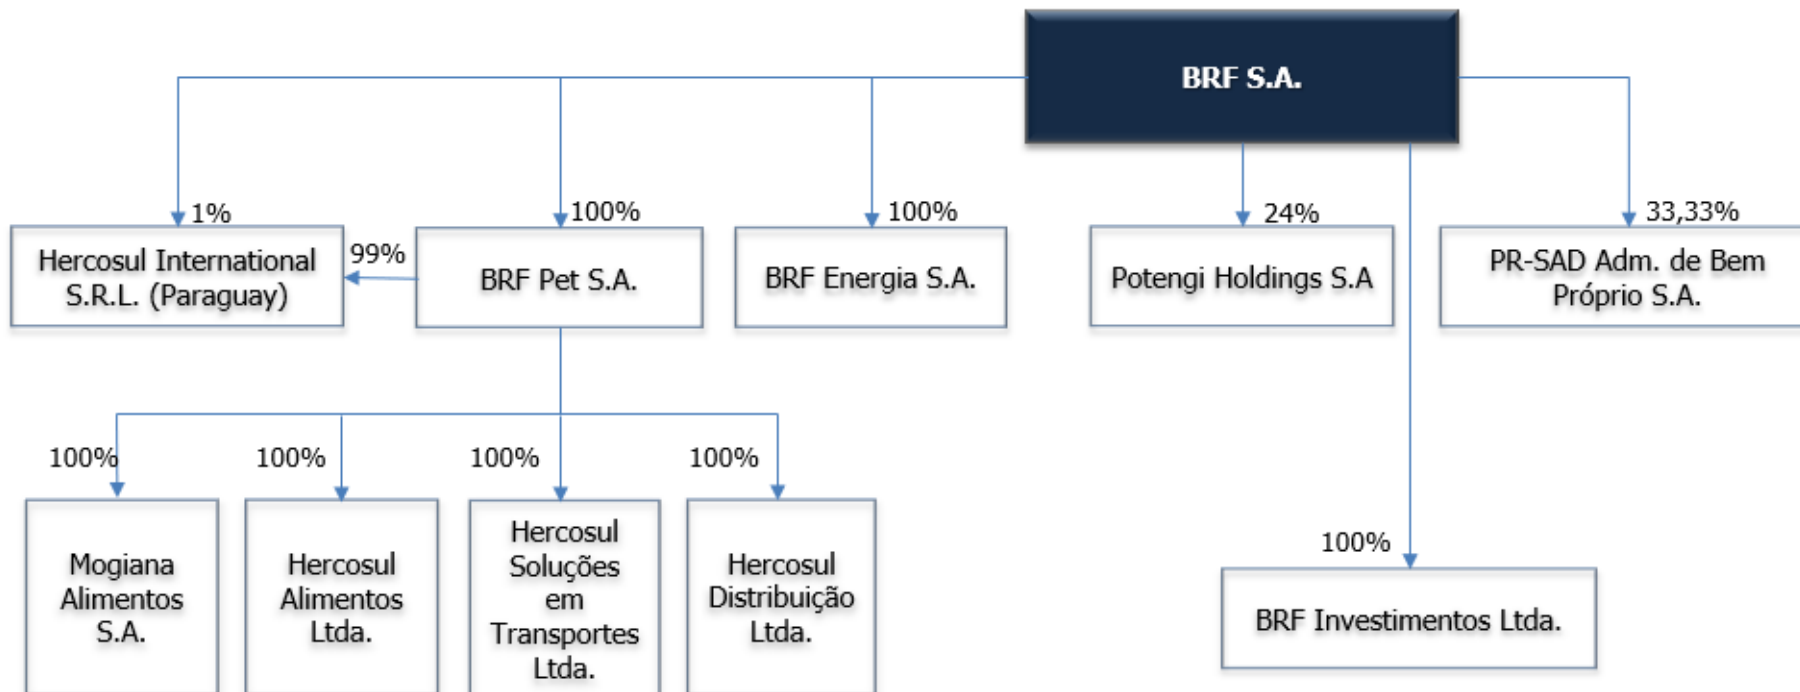 BRF S.A.
1%
100%
100%
24%
33,33%
Hercosul International
S.R.L. (Paraguay)
99%
BRF Pet S.A.
BRF Energia S.A.
Potengi Holdings S.A
PR-SAD Adm. de Bem
Próprio S.A.
100%
100%
100%
100%
Mogiana
Alimentos
S.A.
Hercosul
Alimentos
Ltda.
Hercosul
Soluções
em
Transportes
Ltda.
Hercosul
Distribuição
Ltda.
100%
BRF Investimentos Ltda.